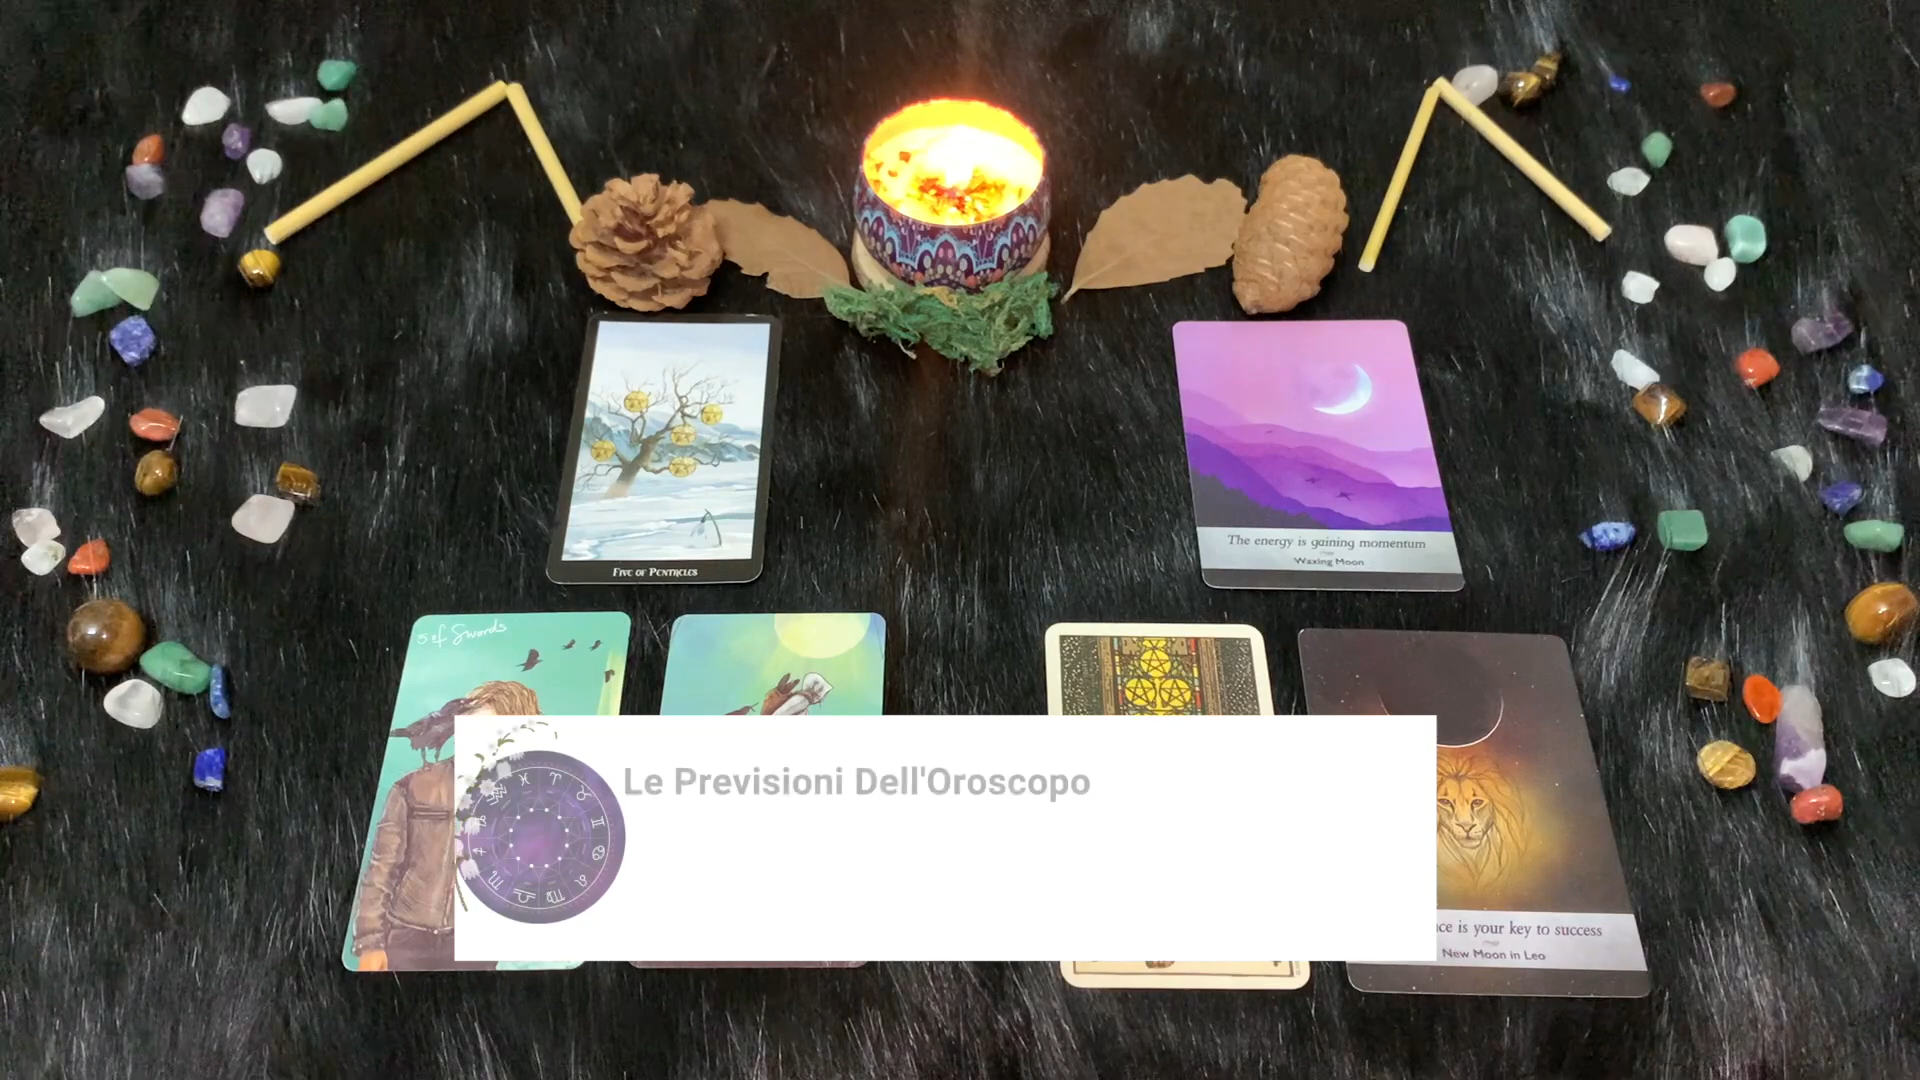 Five of Pentacles
The energy is gaining momentum
Waxing Moon
5 of Swords
Le Previsioni Dell'Oroscopo
is your key to success
New Moon in Leo